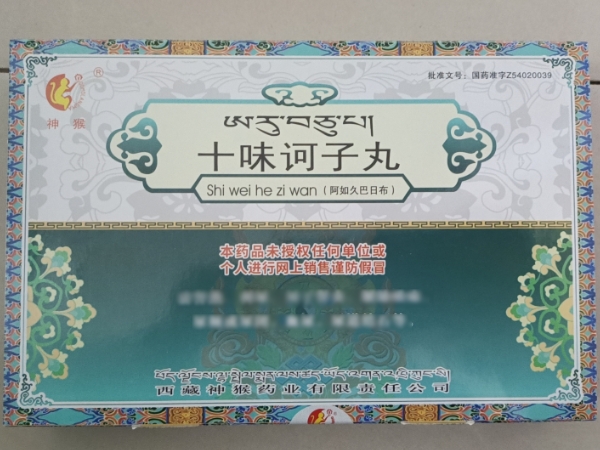 批准文号：国药准字Z54020039
®
神猴
ཨ་རུ་བཅུ་པ།
十味诃子丸
Shi wei he zi wan（阿如久巴日布）
本药品未授权任何单位或
个人进行网上销售谨防假冒
西藏神猴药业有限责任公司